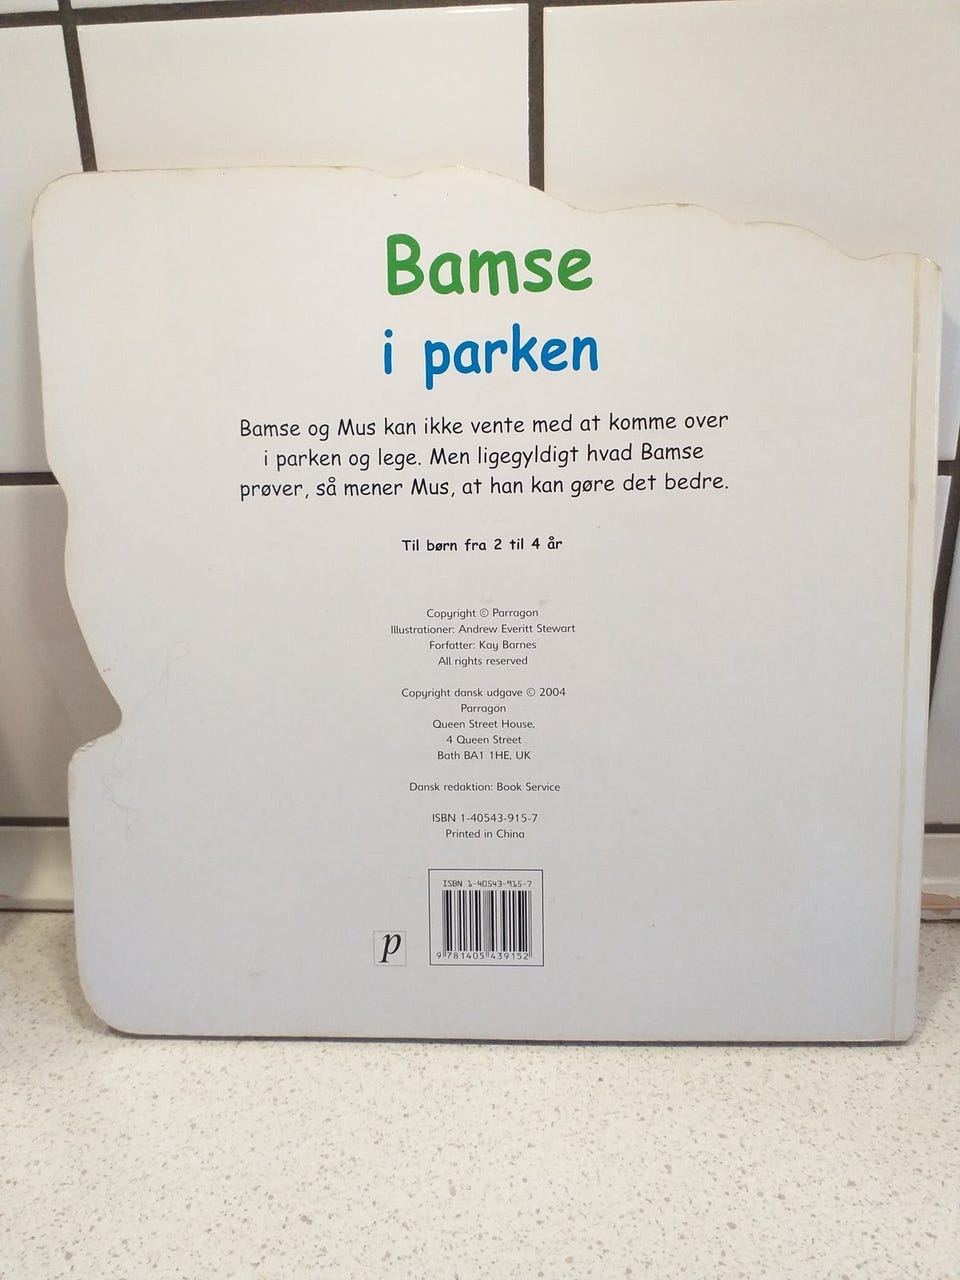 Bamse
i parken
Bamse og Mus kan ikke vente med at komme over
i parken og lege. Men ligegyldigt hvad Bamse
prøver, så mener Mus, at han kan gøre det bedre.
Til børn fra 2 til 4 år
Copyright © Parragon
Illustrationer: Andrew Everitt Stewart
Forfatter: Kay Barnes
All rights reserved
Copyright dansk udgave © 2004
Parragon
Queen Street House,
4 Queen Street
Bath BA1 1HE, UK
Dansk redaktion: Book Service
ISBN 1-40543-915-7
Printed in China
ISBN 1-40543-915-7
p
9 781405 439152